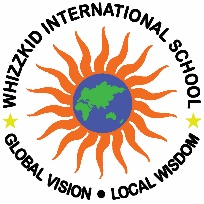 WHIZZKID INTERNATIONAL SCHOOL
GLOBAL VISION • LOCAL WISDOM